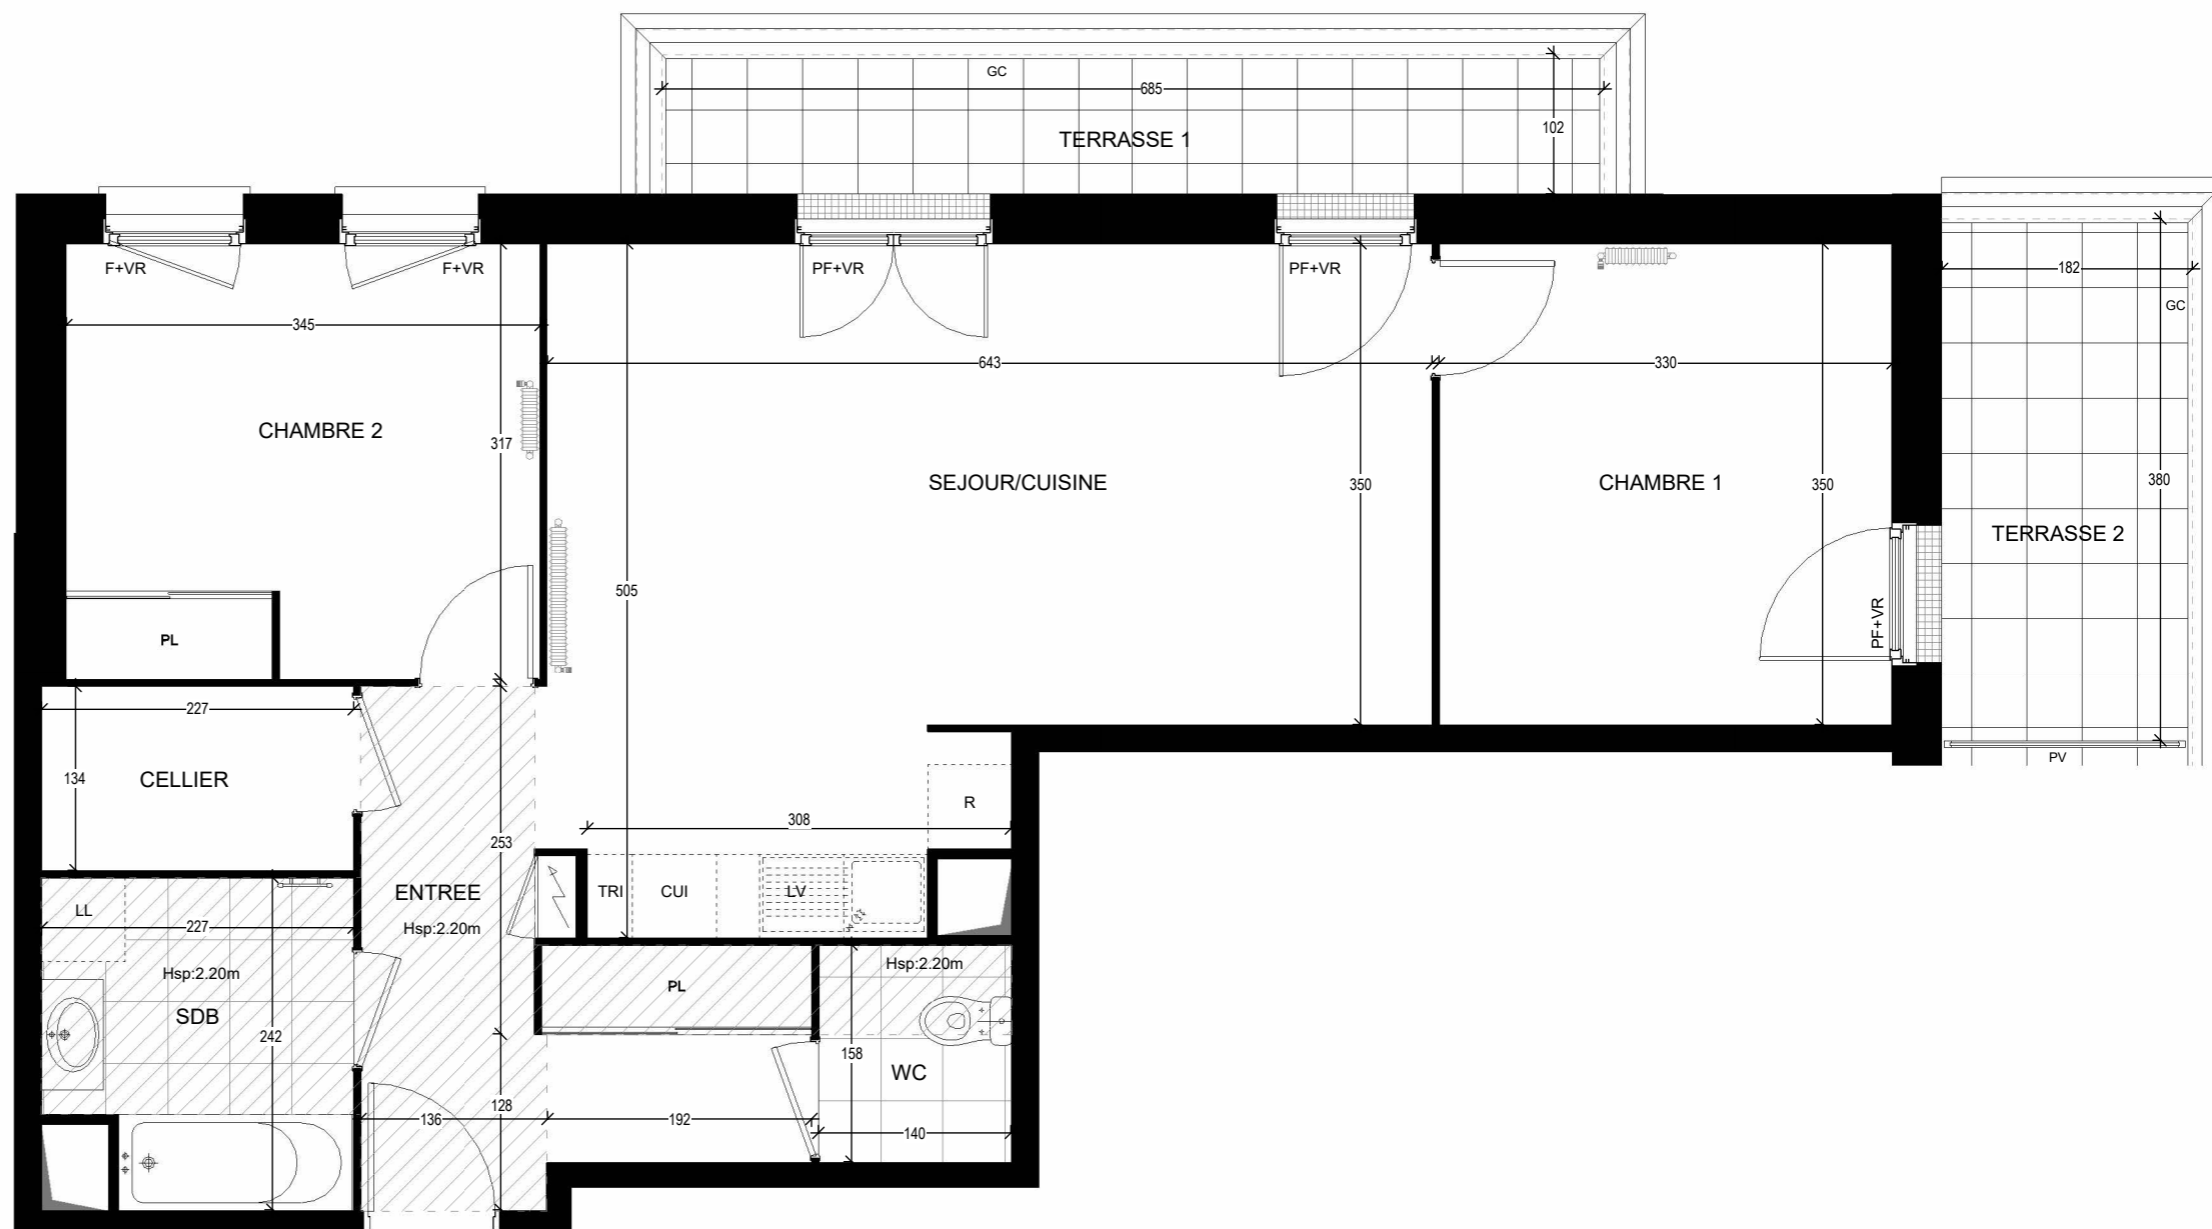 GC
685
102
TERRASSE 1
F+VR
F+VR
PF+VR
PF+VR
182
GC
345
643
330
CHAMBRE 2
317
SEJOUR/CUISINE
350
CHAMBRE 1
350
380
TERRASSE 2
505
PF+VR
PL
227
134
CELLIER
PV
R
308
253
ENTREE
Hsp:2.20m
TRI
CUI
LV
LL
227
Hsp:2.20m
SDB
242
PL
Hsp:2.20m
158
WC
136
128
192
140